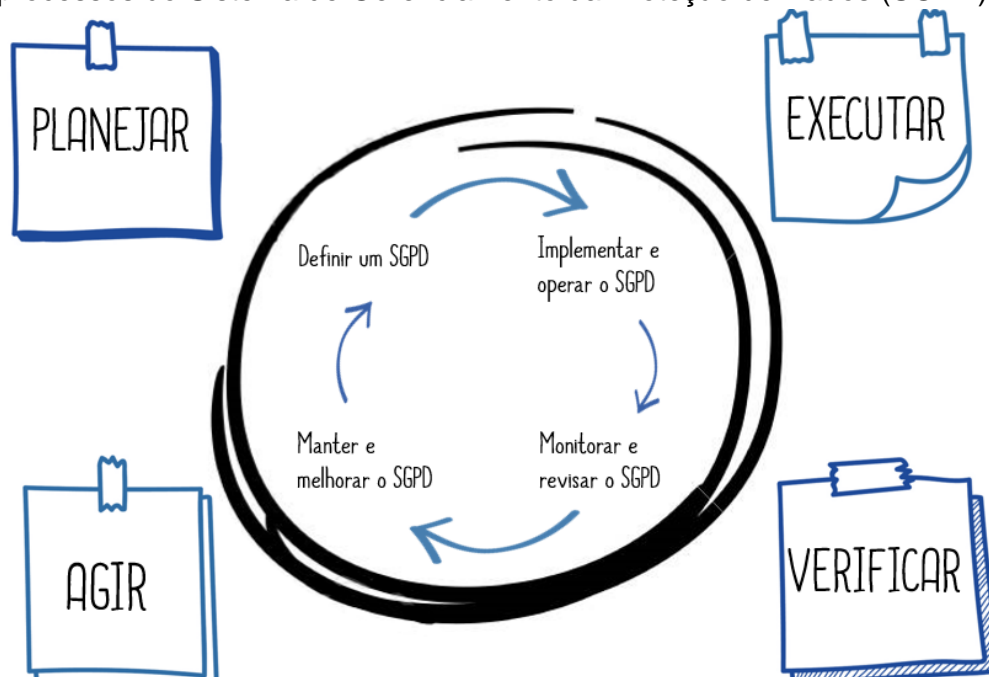 PLANEJAR
EXECUTAR
Definir um SGPD
Implementar e
operar o SGPD
Manter e
melhorar o SGPD
Monitorar e
revisar o SGPD
AGIR
VERIFICAR